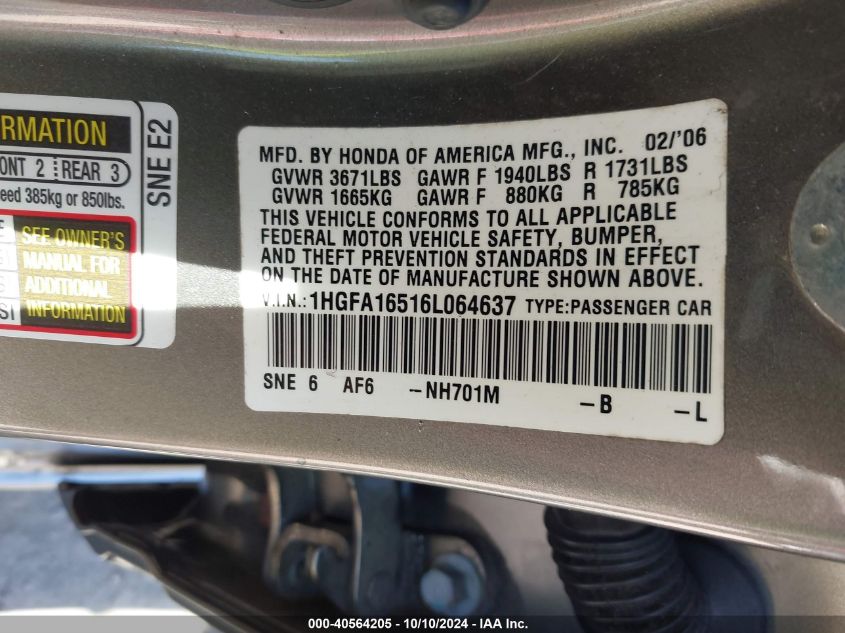 RMATION
ONT 2 REAR 3
eed 385kg or 850lbs.
SEE OWNER'S
MANUAL FOR
ADDITIONAL
INFORMATION
SI
SNE E2
MFD. BY HONDA OF AMERICA MFG., INC. 02/'06
GVWR 3671LBS GAWR F 1940LBS R 1731LBS
GVWR 1665KG GAWR F 880KG R 785KG
THIS VEHICLE CONFORMS TO ALL APPLICABLE
FEDERAL MOTOR VEHICLE SAFETY, BUMPER,
AND THEFT PREVENTION STANDARDS IN EFFECT
ON THE DATE OF MANUFACTURE SHOWN ABOVE.
V.I.N.:1HGFA16516L064637 TYPE:PASSENGER CAR
SNE 6 AF6 -NH701M -B -L
000-40564205 - 10/10/2024 - IAA Inc.